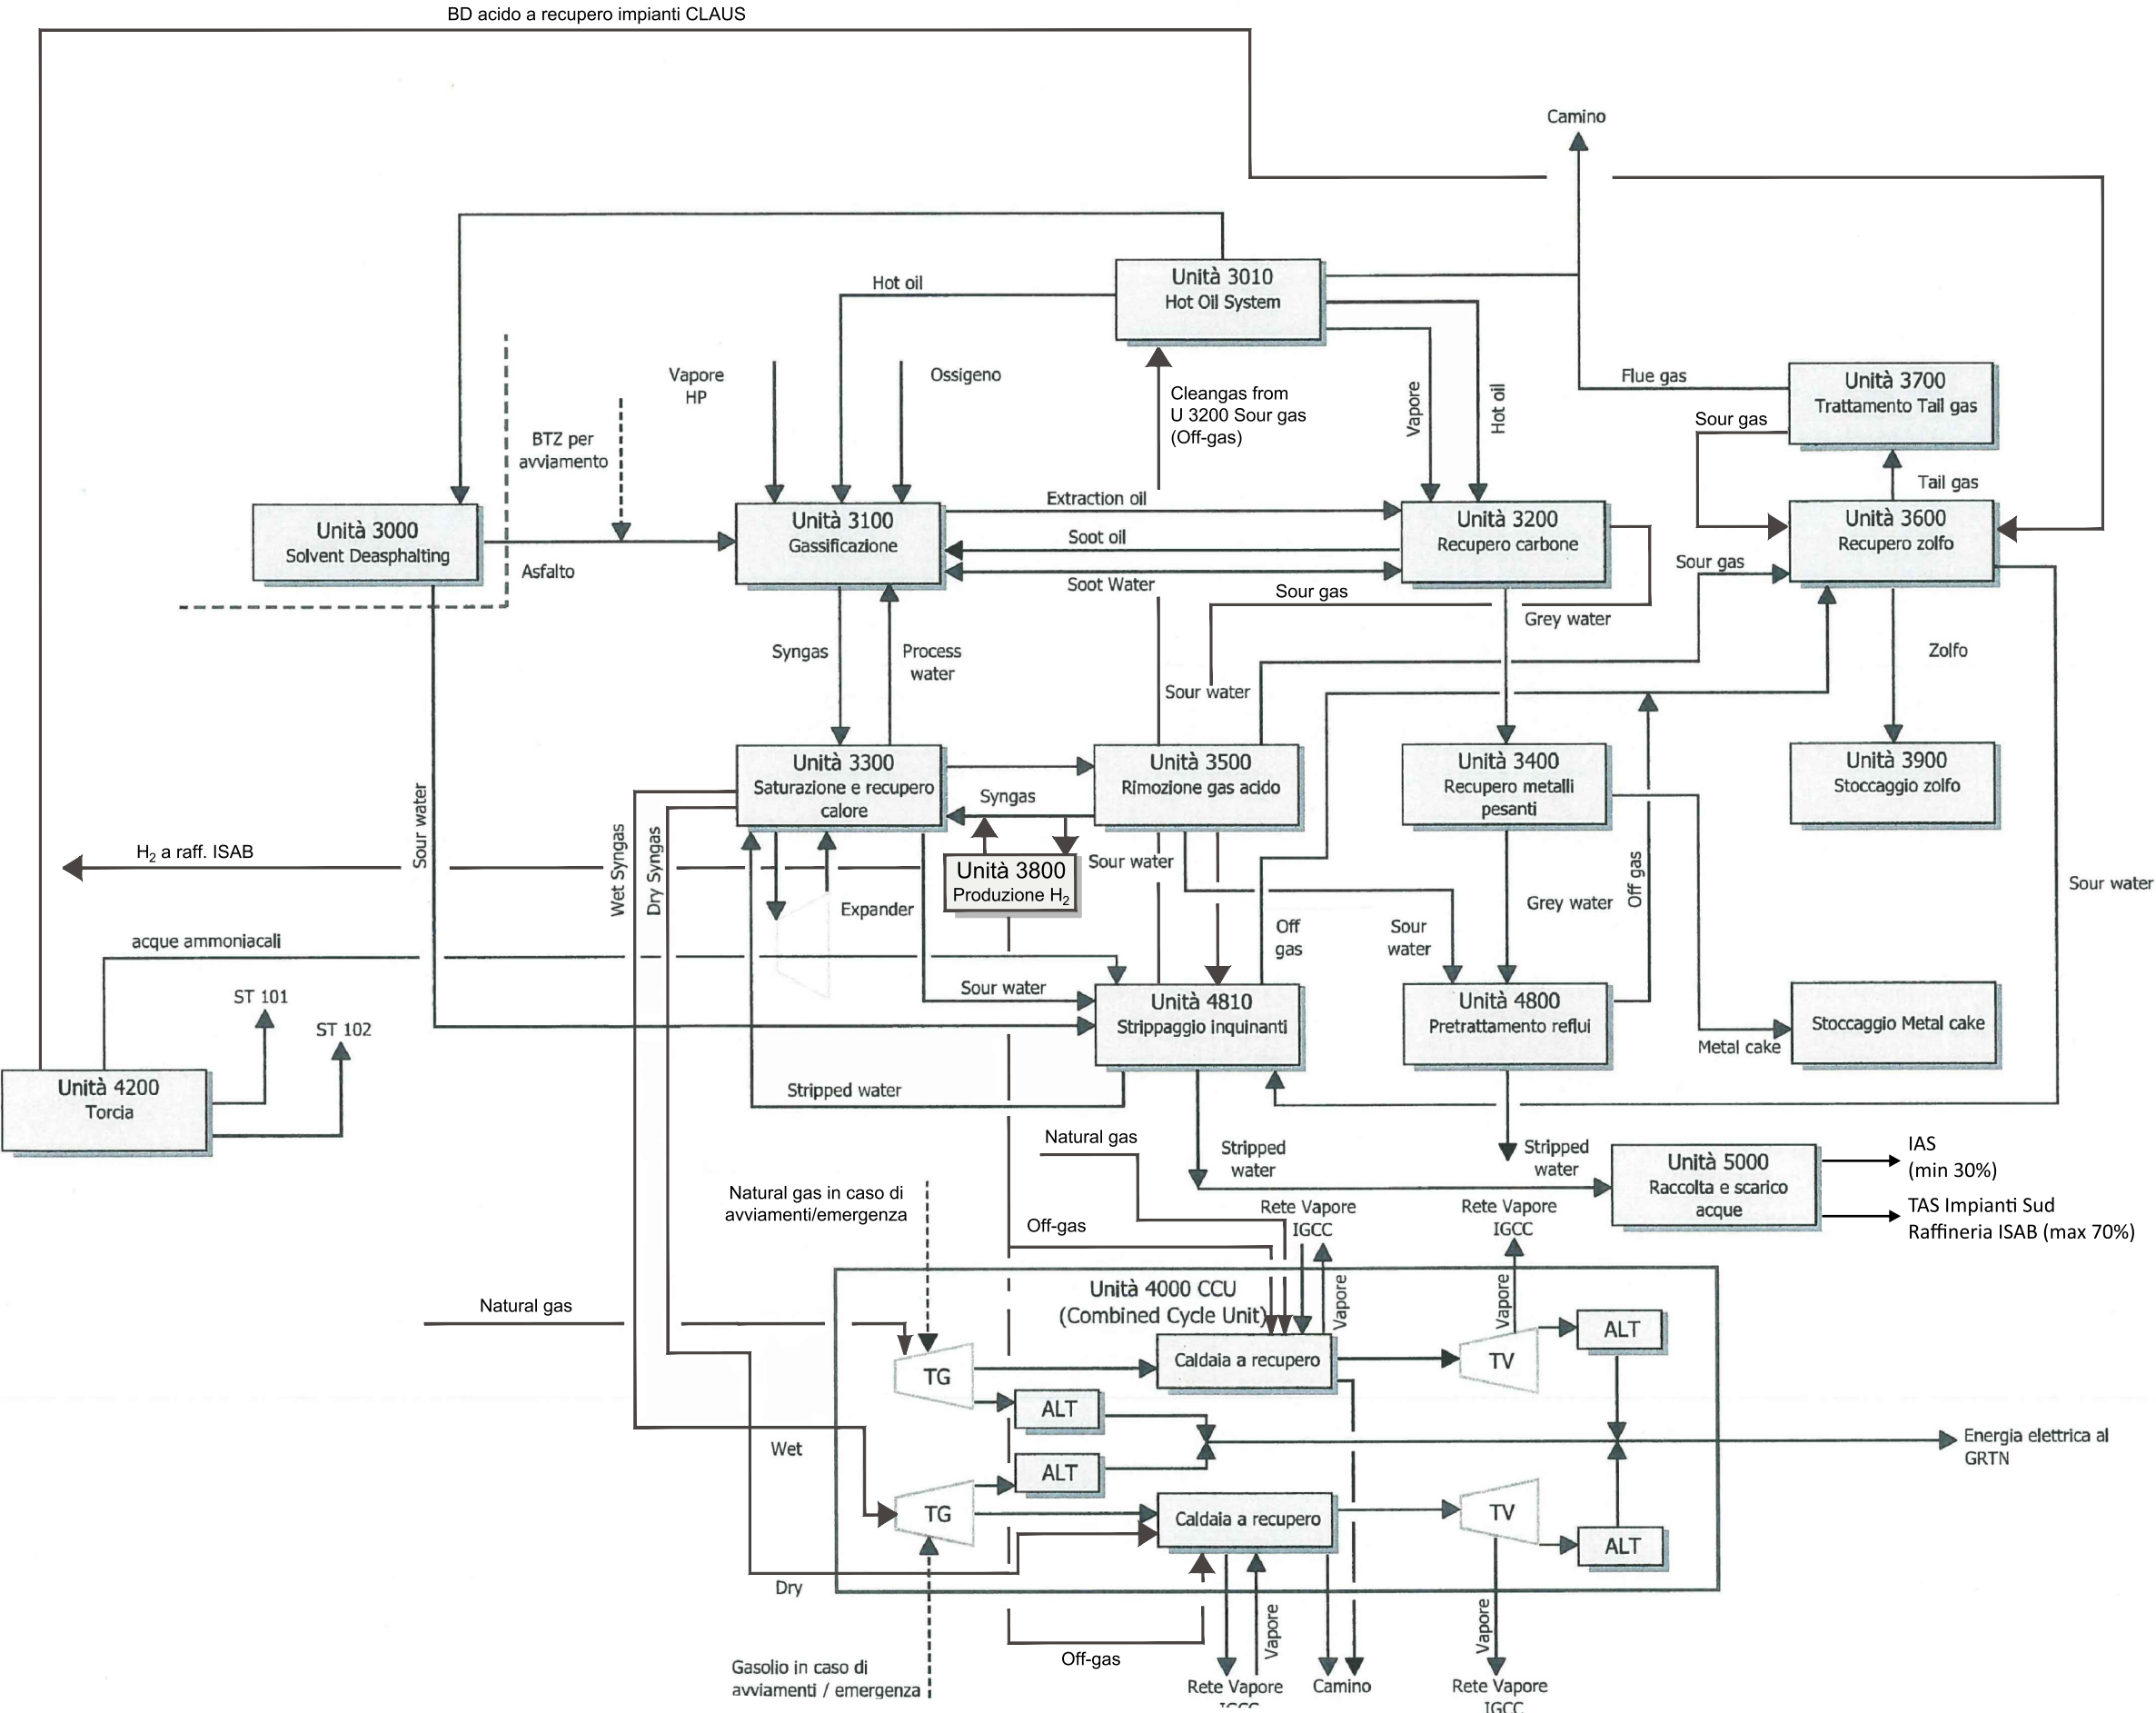 BD acido a recupero impianti CLAUS
Camino
Unità 3010
Hot Oil System
Hot oil
Vapore
HP
Ossigeno
Cleangas from
U 3200 Sour gas
(Off-gas)
Vapore
Hot oil
Flue gas
Unità 3700
Trattamento Tail gas
Sour gas
Tail gas
BTZ per
avviamento
Unità 3000
Solvent Deasphalting
Asfalto
Unità 3100
Gassificazione
Extraction oil
Soot oil
Soot Water
Unità 3200
Recupero carbone
Unità 3600
Recupero zolfo
Sour gas
Sour gas
Grey water
Syngas
Process
water
Sour water
Zolfo
Unità 3300
Saturazione e recupero
calore
Syngas
Unità 3500
Rimozione gas acido
Unità 3400
Recupero metalli
pesanti
Unità 3900
Stoccaggio zolfo
Sour water
Wet Syngas
Dry Syngas
H2 a raff. ISAB
Unità 3800
Produzione H2
Sour water
Expander
Off
gas
Sour
water
Grey water
Off gas
Sour water
acque ammoniacali
ST 101
ST 102
Sour water
Unità 4810
Strippaggio inquinanti
Unità 4800
Pretrattamento reflui
Stoccaggio Metal cake
Metal cake
Unità 4200
Torcia
Stripped water
Natural gas
Stripped
water
Stripped
water
Unità 5000
Raccolta e scarico
acque
IAS
(min 30%)
TAS Impianti Sud
Raffineria ISAB (max 70%)
Natural gas in caso di
avviamenti/emergenza
Off-gas
Rete Vapore
IGCC
Rete Vapore
IGCC
Natural gas
Unità 4000 CCU
(Combined Cycle Unit)
Vapore
Vapore
TG
Caldaia a recupero
TV
ALT
ALT
Wet
ALT
Energia elettrica al
GRTN
TG
Caldaia a recupero
TV
ALT
Dry
Vapore
Vapore
Off-gas
Gasolio in caso di
avviamenti / emergenza
Rete Vapore
IGCC
Camino
Rete Vapore
IGCC